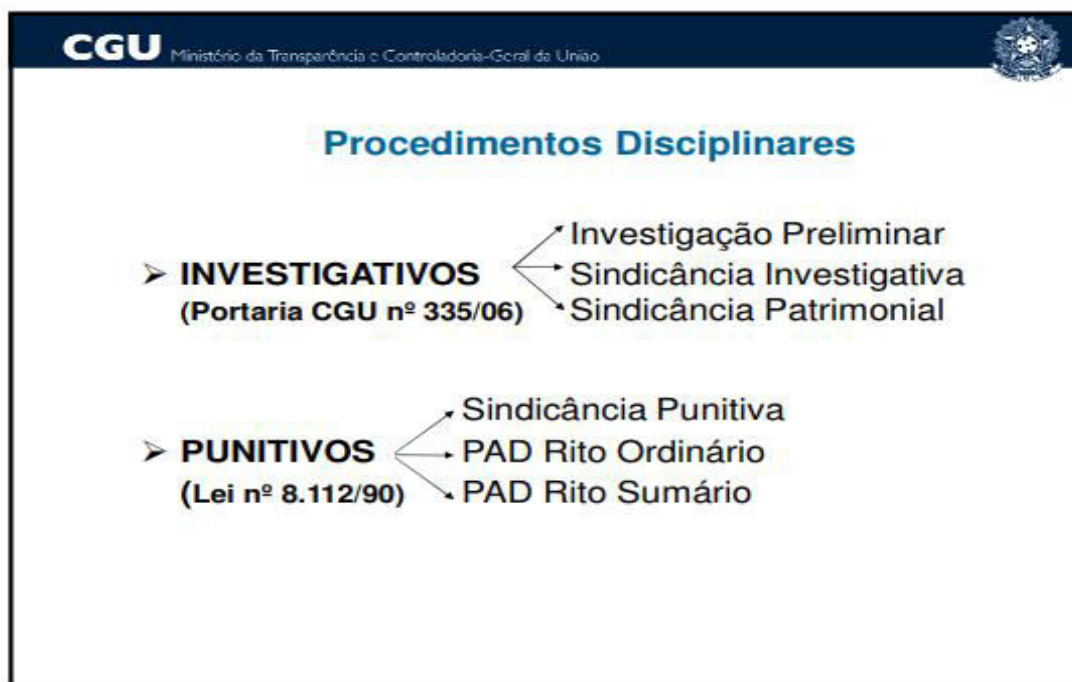 CGU Ministério da Transparência e Controladoria-Geral da União
Procedimentos Disciplinares
Investigação Preliminar
➢ INVESTIGATIVOS
Sindicância Investigativa
(Portaria CGU nº 335/06)
Sindicância Patrimonial
Sindicância Punitiva
➢ PUNITIVOS
PAD Rito Ordinário
(Lei nº 8.112/90)
PAD Rito Sumário